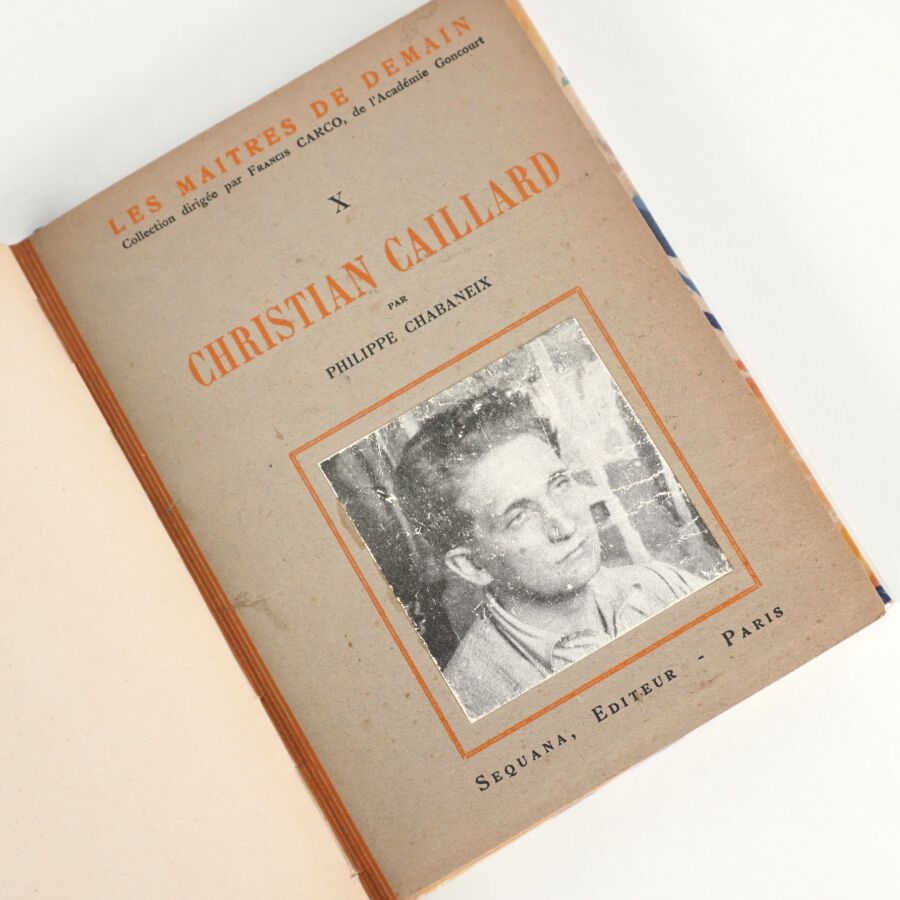 LES MAITRES DE DEMAIN
Collection dirigée par Francis CARCO, de l'Académie Goncourt
X
CHRISTIAN CAILLARD
PAR
PHILIPPE CHABANEIX
SEQUANA, EDITEUR - PARIS